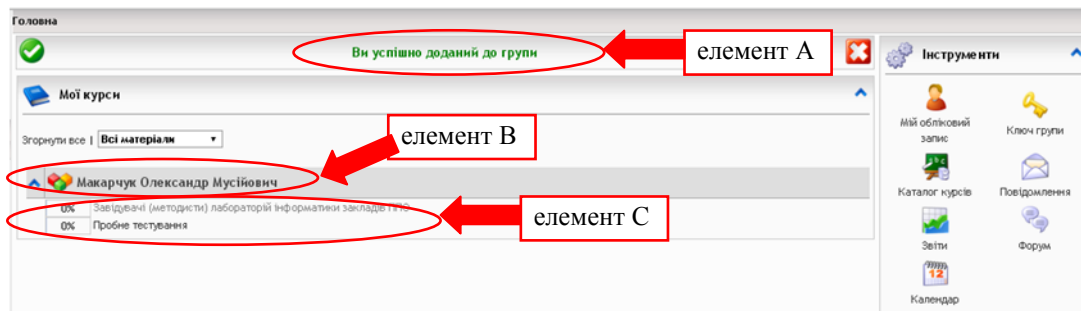 Головна
Ви успішно доданий до групи
елемент A
Інструменти
Мої курси
Мій обліковий
запис
Ключ групи
Згорнути все | Всі матеріали
елемент B
Макарчук Олександр Мусійович
Каталог курсів
Повідомлення
0% Завідувачі (методисти) лабораторій інформатики закладів ППО
елемент C
0% Пробне тестування
Звіти
Форум
12
Календар